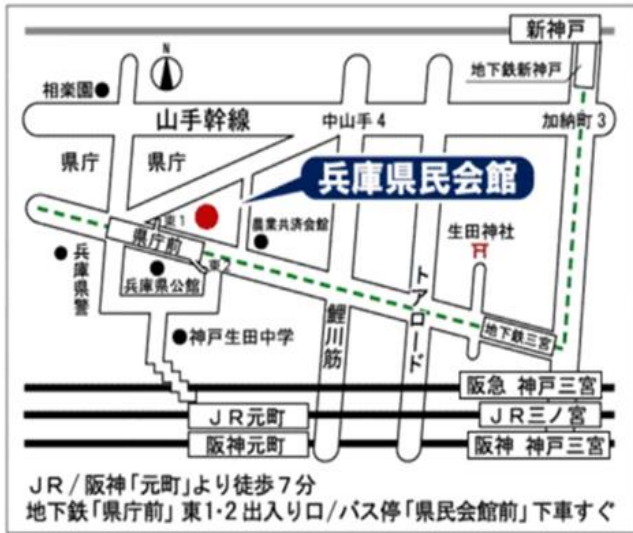 新神戸
N
地下鉄新神戸
相楽園
山手幹線
中山手4
加納町3
県庁
県庁
兵庫県民会館
東1
農業共済会館
生田神社
県庁前
東2
兵庫県警
兵庫県公館
トアロード
鯉川筋
地下鉄三宮
神戸生田中学
阪急 神戸三宮
JR元町
JR三ノ宮
阪神元町
阪神 神戸三宮
JR/阪神「元町」より徒歩7分
地下鉄「県庁前」東1・2出入り口/バス停「県民会館前」下車すぐ